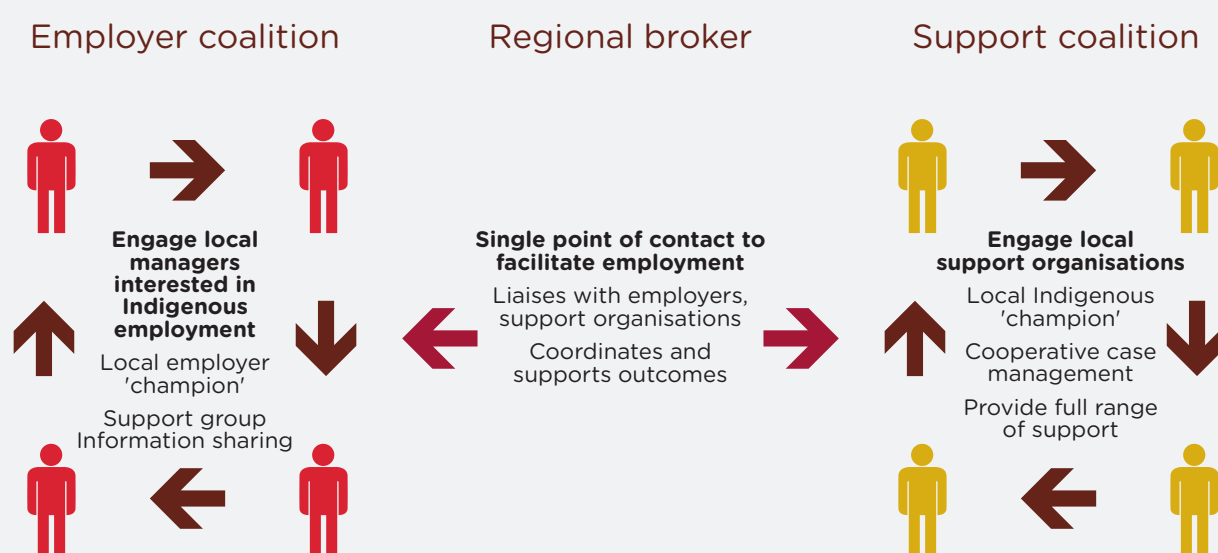 Employer coalition
Regional broker
Support coalition
Engage local
managers
interested in
Indigenous
employment
Local employer
'champion'
Support group
Information sharing
Single point of contact to
facilitate employment
Liaises with employers,
support organisations
Coordinates and
supports outcomes
Engage local
support organisations
Local Indigenous
'champion'
Cooperative case
management
Provide full range
of support